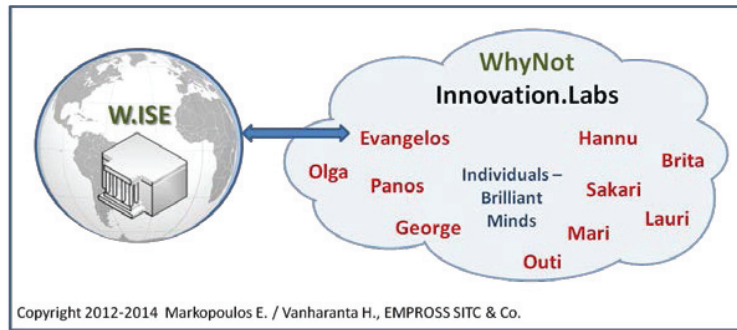 W.ISE
WhyNot
Innovation.Labs
Evangelos
Hannu
Brita
Olga
Panos
Individuals –
Brilliant
Minds
Sakari
George
Mari
Lauri
Outi
Copyright 2012-2014 Markopoulos E. / Vanharanta H., EMPROSS SITC & Co.